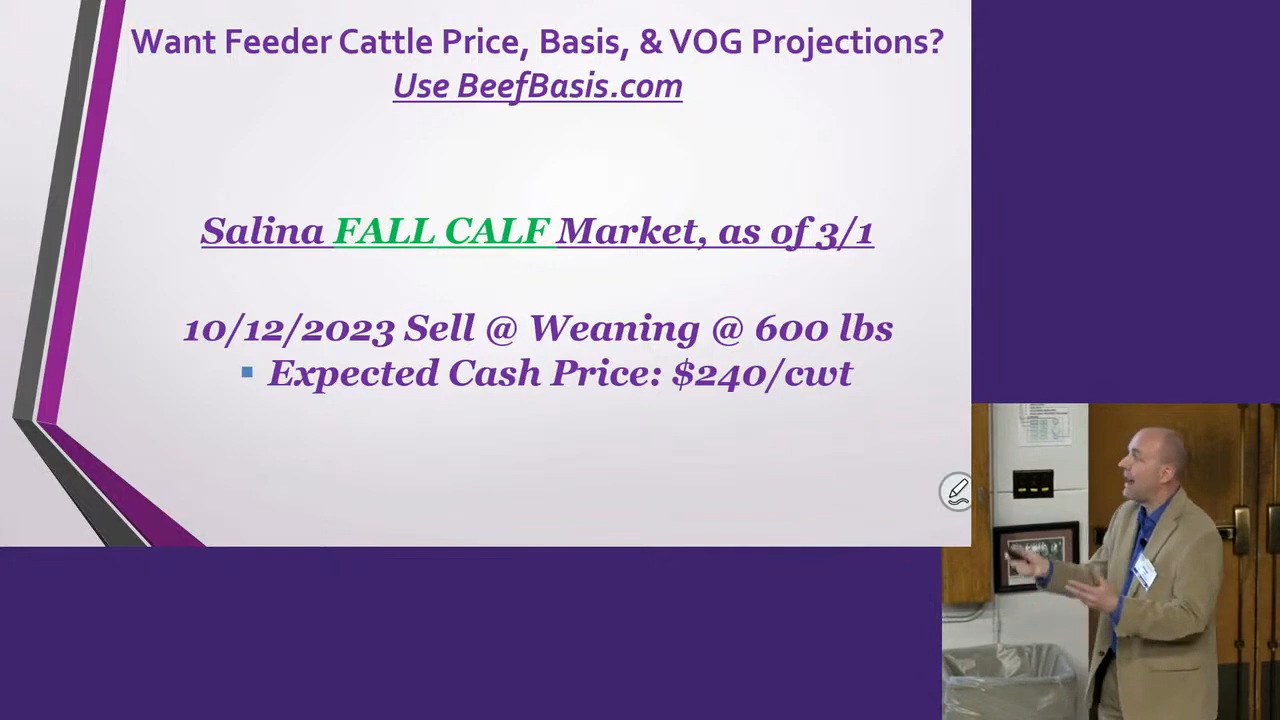 Want Feeder Cattle Price, Basis, & VOG Projections?
Use BeefBasis.com
Salina FALL CALF Market, as of 3/1
10/12/2023 Sell @ Weaning @ 600 lbs
▪ Expected Cash Price: $240/cwt